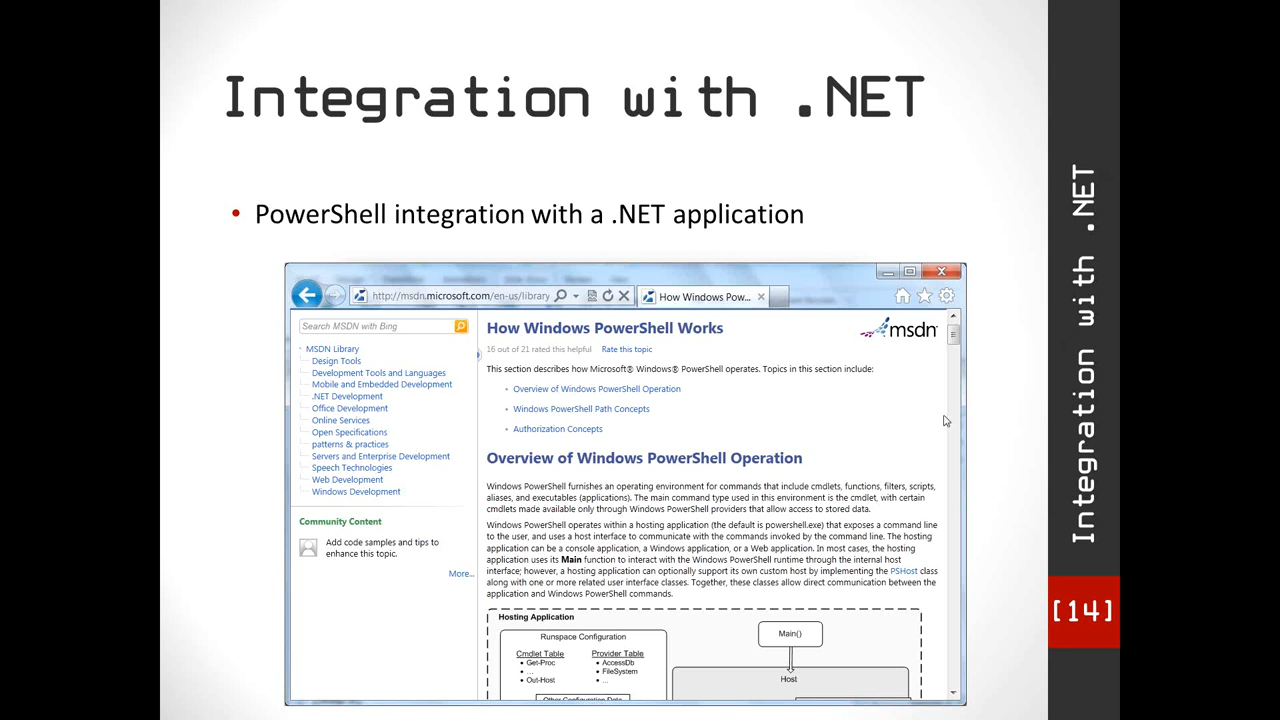 Integration with .NET
• PowerShell integration with a .NET application
http://msdn.microsoft.com/en-us/library
How Windows Pow...
Search MSDN with Bing
MSDN Library
Design Tools
Development Tools and Languages
Mobile and Embedded Development
.NET Development
Office Development
Online Services
Open Specifications
patterns & practices
Servers and Enterprise Development
Speech Technologies
Web Development
Windows Development
Community Content
Add code samples and tips to
enhance this topic.
More...
How Windows PowerShell Works
msdn
16 out of 21 rated this helpful Rate this topic
This section describes how Microsoft® Windows® PowerShell operates. Topics in this section include:
Overview of Windows PowerShell Operation
Windows PowerShell Path Concepts
Authorization Concepts
Overview of Windows PowerShell Operation
Windows PowerShell furnishes an operating environment for commands that include cmdlets, functions, filters, scripts,
aliases, and executables (applications). The main command type used in this environment is the cmdlet, with certain
cmdlets made available only through Windows PowerShell providers that allow access to stored data.
Windows PowerShell operates within a hosting application (the default is powershell.exe) that exposes a command line
to the user, and uses a host interface to communicate with the commands invoked by the command line. The hosting
application can be a console application, a Windows application, or a Web application. In most cases, the hosting
application uses its Main function to interact with the Windows PowerShell runtime through the internal host
interface; however, a hosting application can optionally support its own custom host by implementing the PSHost class
along with one or more related user interface classes. Together, these classes allow direct communication between the
application and Windows PowerShell commands.
Hosting Application
Runspace Configuration
Cmdlet Table
• Get-Proc
• ...
• Out-Host
Provider Table
• AccessDb
• FileSystem
• ...
Other Configuration Data
Main()
Host
Integration with .NET
[14]